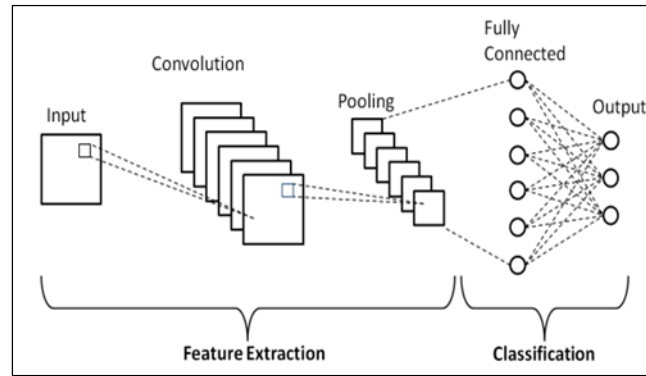 Input
Convolution
Pooling
Fully
Connected
Output
Feature Extraction
Classification